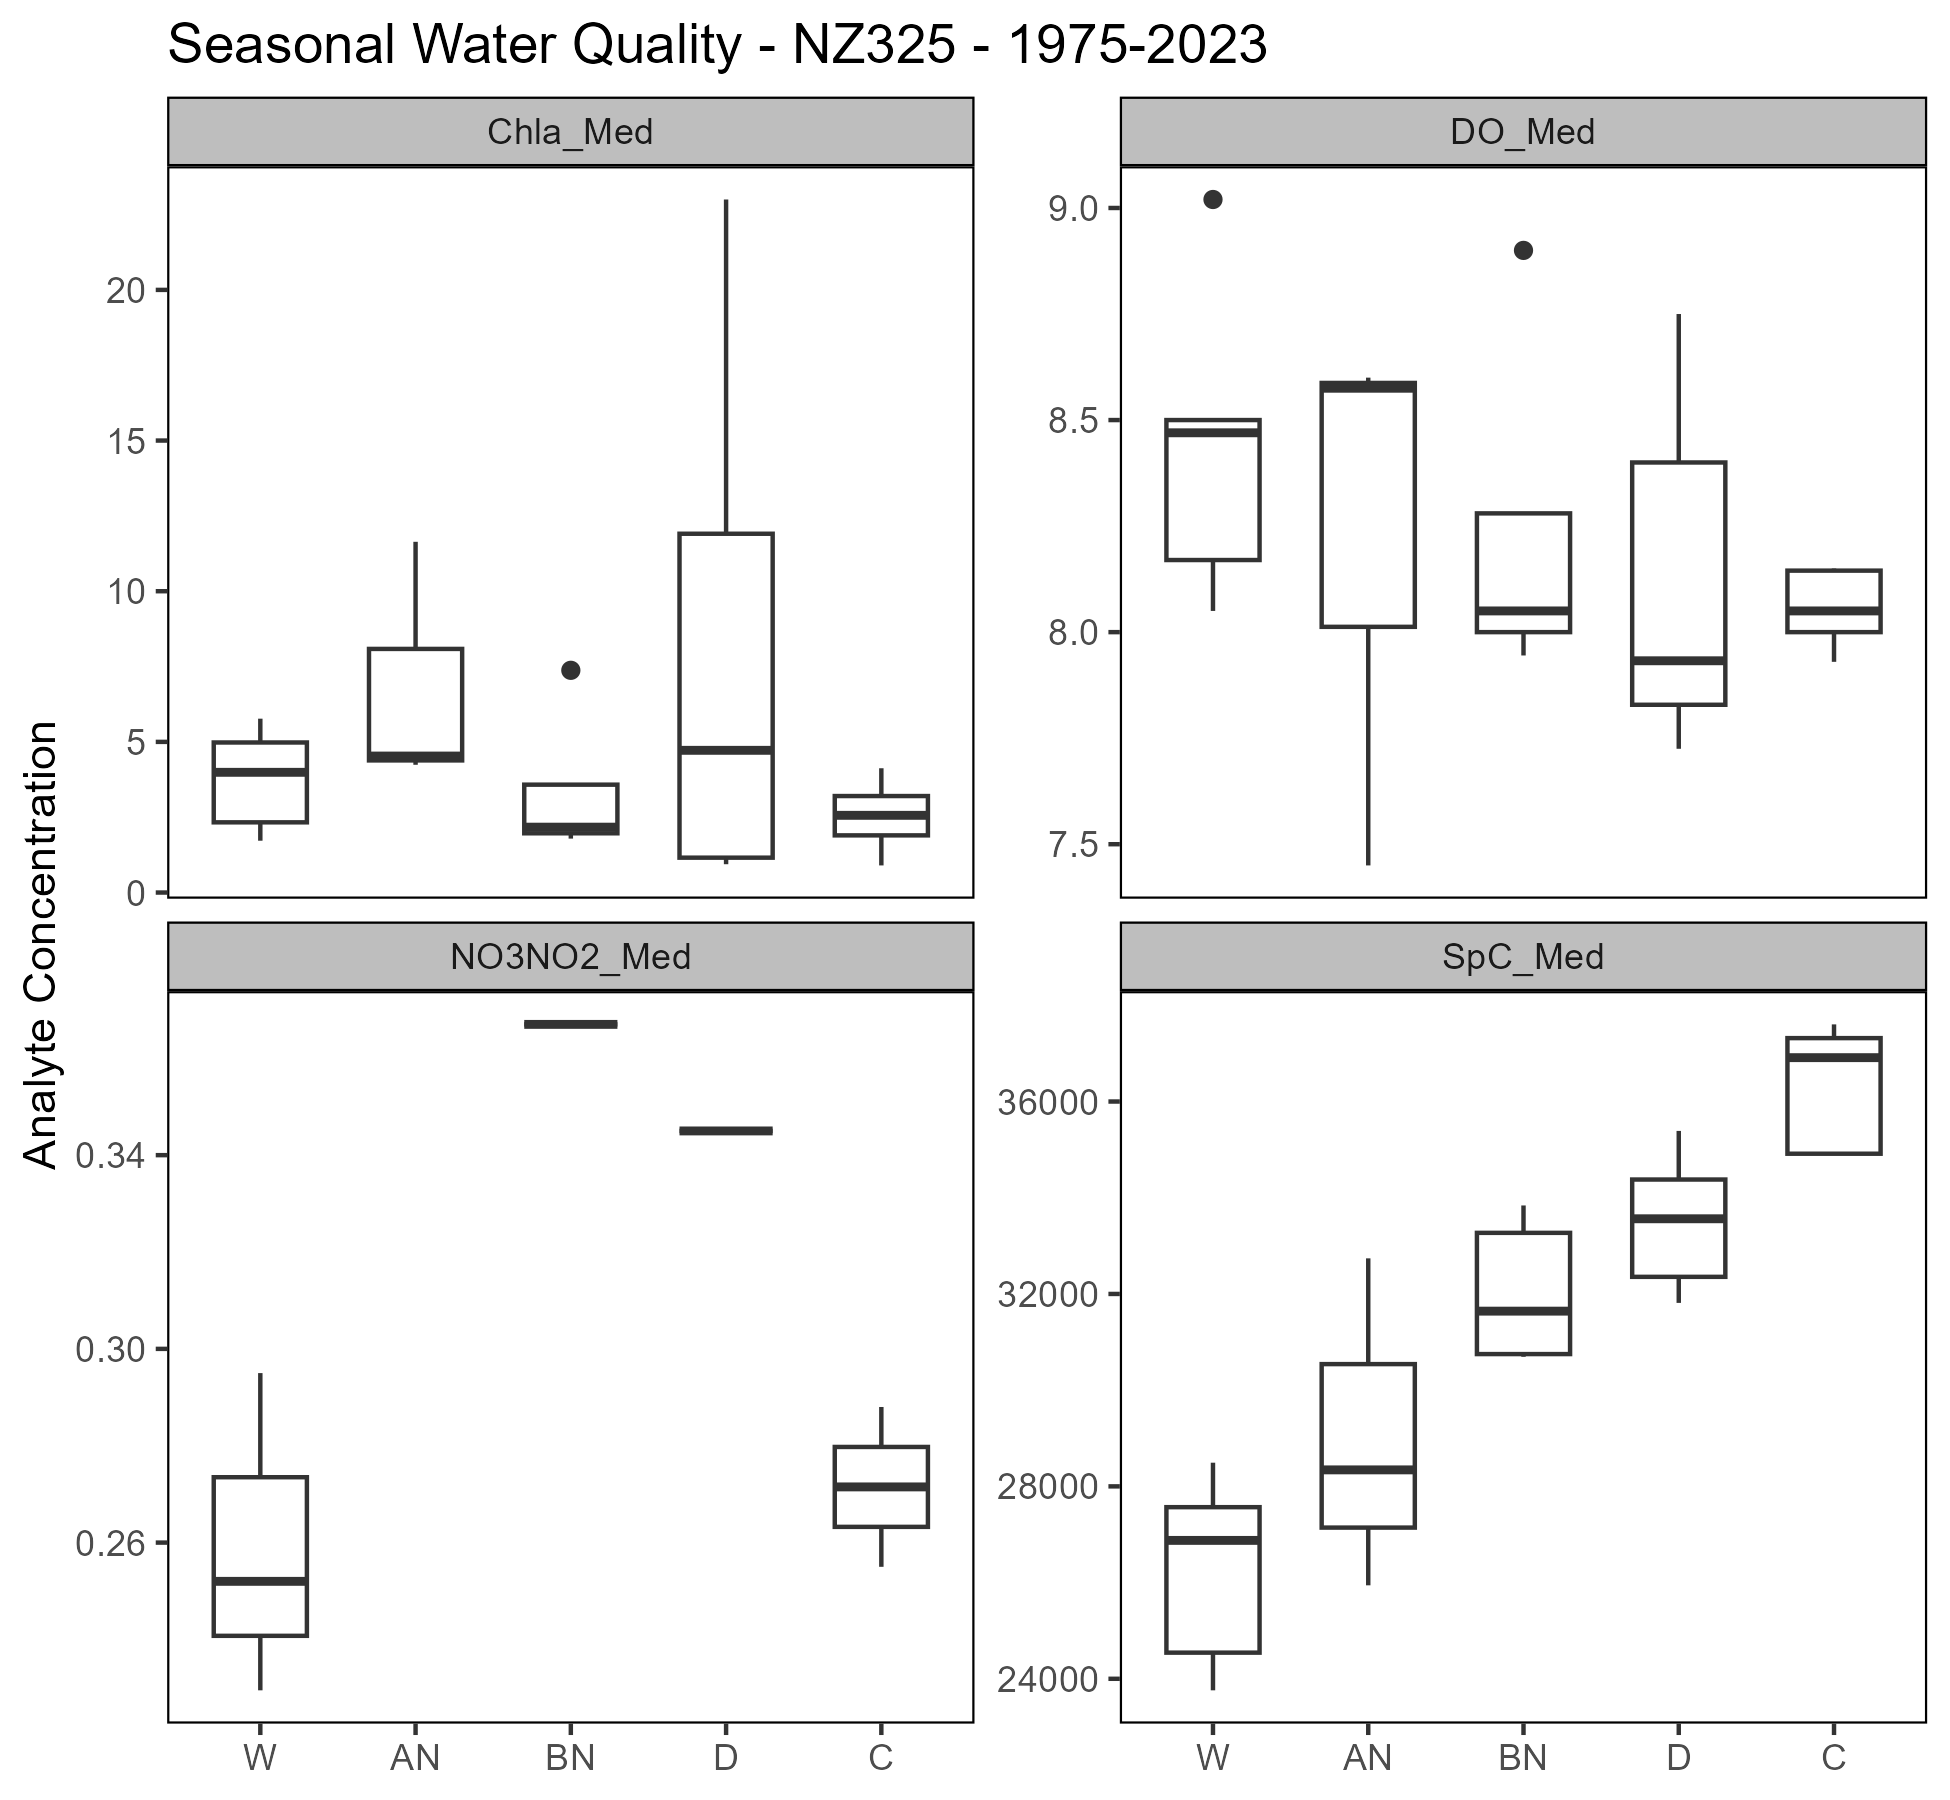 Seasonal Water Quality - NZ325 - 1975-2023
Chla_Med
DO_Med
20
15
10
5
0
9.0
8.5
8.0
7.5
Analyte Concentration
NO3NO2_Med
SpC_Med
0.34
0.30
0.26
36000
32000
28000
24000
W AN BN D C
W AN BN D C